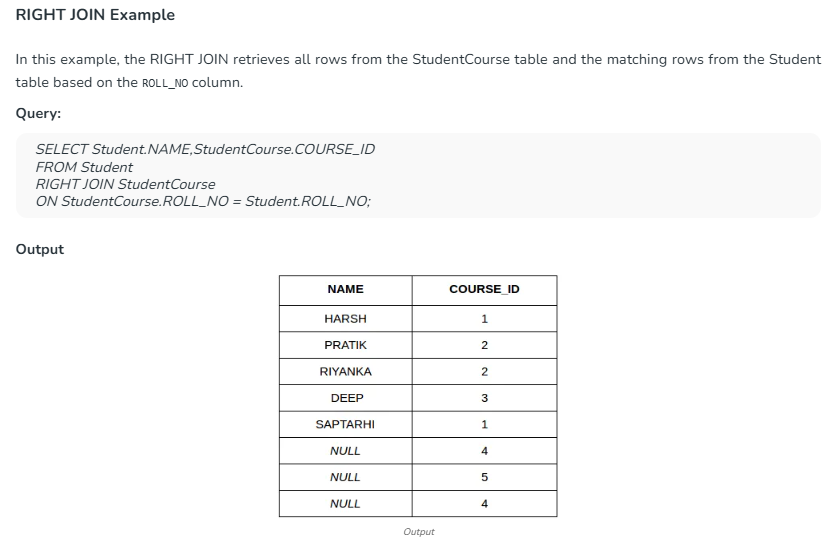 RIGHT JOIN Example
In this example, the RIGHT JOIN retrieves all rows from the StudentCourse table and the matching rows from the Student
table based on the ROLL_NO column.
Query:
SELECT Student.NAME,StudentCourse.COURSE_ID
FROM Student
RIGHT JOIN StudentCourse
ON StudentCourse.ROLL_NO = Student.ROLL_NO;
Output
NAME COURSE_ID
HARSH 1
PRATIK 2
RIYANKA 2
DEEP 3
SAPTARHI 1
NULL 4
NULL 5
NULL 4
Output